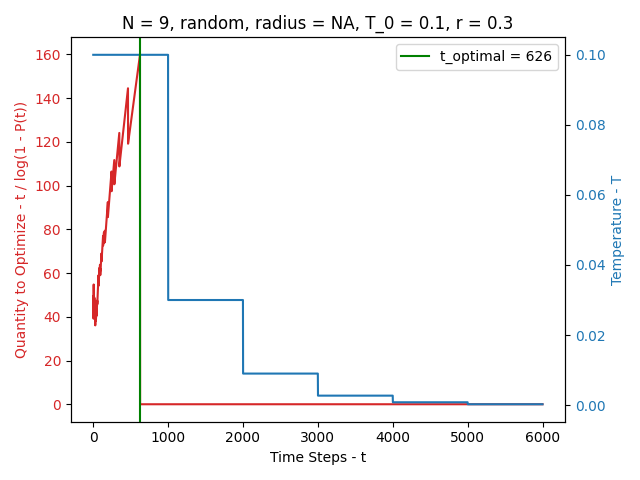 N = 9, random, radius = NA, T_0 = 0.1, r = 0.3
t_optimal = 626
Quantity to Optimize - t / log(1 - P(t))
160
140
120
100
80
60
40
20
0
0.10
0.08
0.06
0.04
0.02
0.00
Temperature - T
0 1000 2000 3000 4000 5000 6000
Time Steps - t